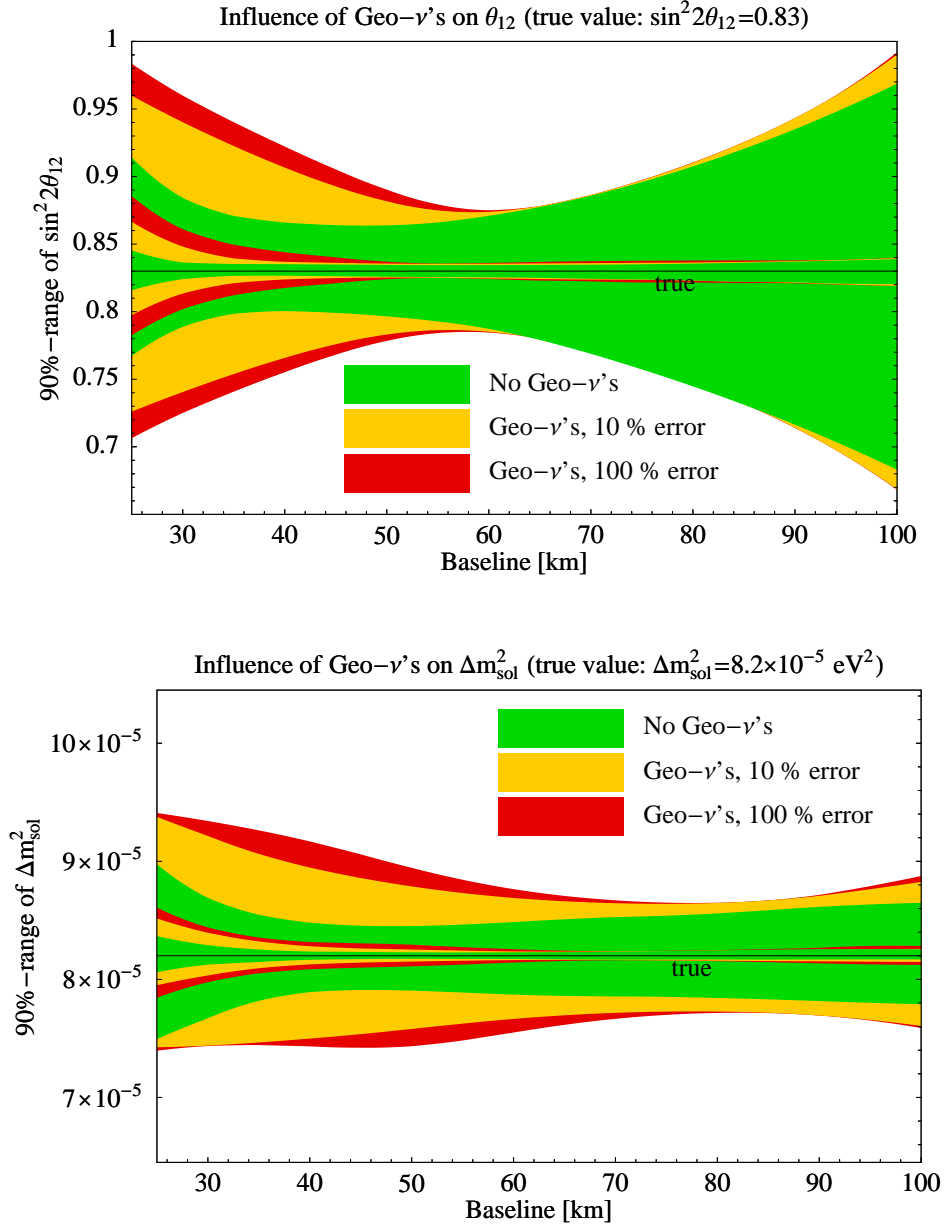 Influence of Geo−ν's on θ₁₂ (true value: sin²2θ₁₂=0.83)
90%−range of sin²2θ₁₂
1
0.95
0.9
0.85
0.8
0.75
0.7
true
No Geo−ν's
Geo−ν's, 10 % error
Geo−ν's, 100 % error
30 40 50 60 70 80 90 100
Baseline [km]
Influence of Geo−ν's on Δm²sol (true value: Δm²sol=8.2×10⁻⁵ eV²)
90%−range of Δm²sol
No Geo−ν's
Geo−ν's, 10 % error
Geo−ν's, 100 % error
10×10⁻⁵
9×10⁻⁵
8×10⁻⁵
7×10⁻⁵
true
30 40 50 60 70 80 90 100
Baseline [km]